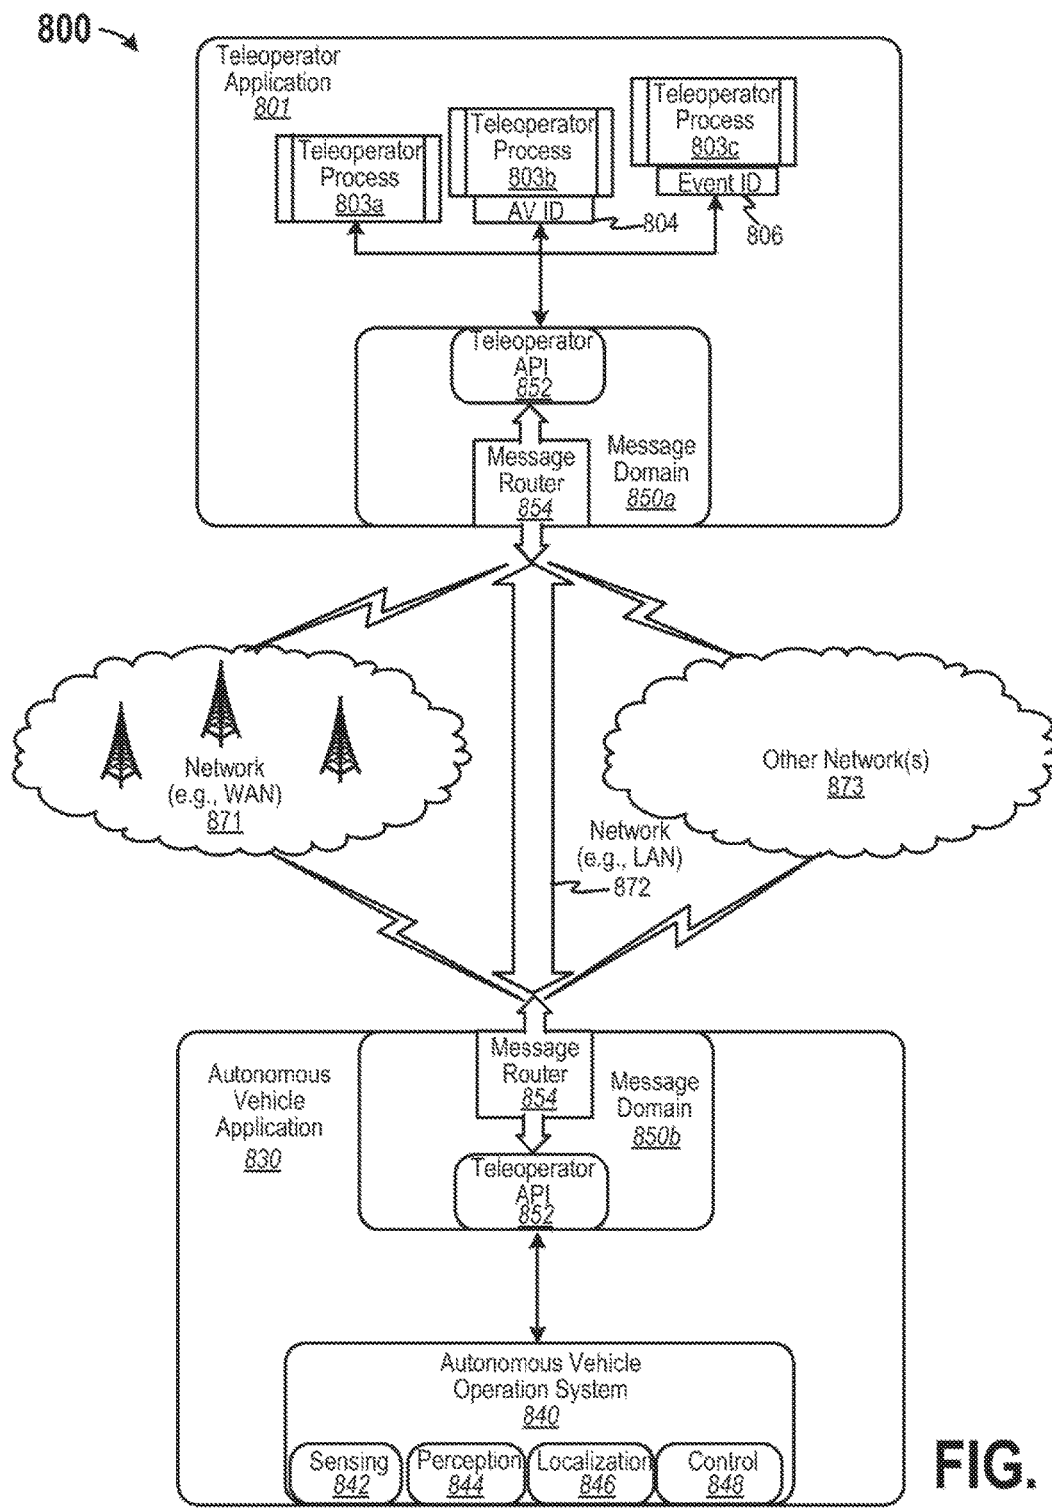 800
Teleoperator
Application
801
Teleoperator
Process
803a
Teleoperator
Process
803b
AV ID
804
Teleoperator
Process
803c
Event ID
806
Teleoperator
API
852
Message
Router
854
Message
Domain
850a
Network
(e.g., WAN)
871
Other Network(s)
873
Network
(e.g., LAN)
872
Autonomous
Vehicle
Application
830
Message
Router
854
Message
Domain
850b
Teleoperator
API
852
Autonomous Vehicle
Operation System
840
Sensing
842
Perception
844
Localization
846
Control
848
FIG.